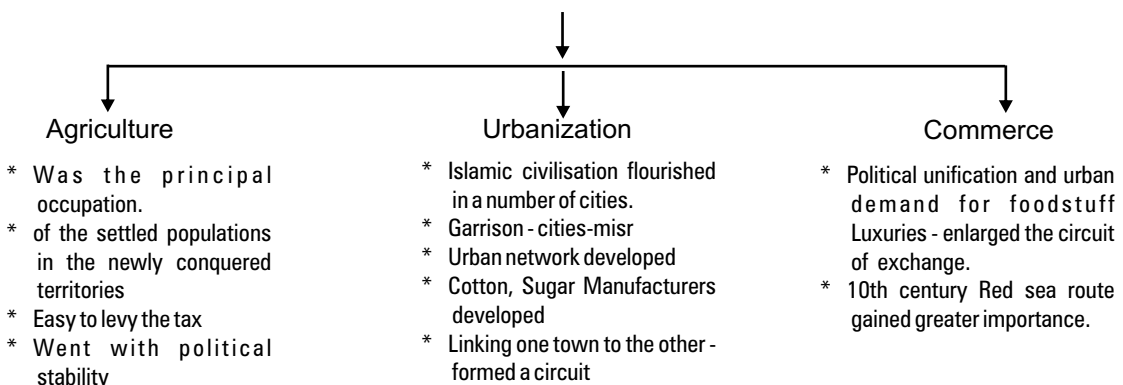 Agriculture
* Was the principal
occupation.
* of the settled populations
in the newly conquered
territories
* Easy to levy the tax
* Went with political
stability
Urbanization
* Islamic civilisation flourished
in a number of cities.
* Garrison - cities-misr
* Urban network developed
* Cotton, Sugar Manufacturers
developed
* Linking one town to the other -
formed a circuit
Commerce
* Political unification and urban
demand for foodstuff
Luxuries - enlarged the circuit
of exchange.
* 10th century Red sea route
gained greater importance.